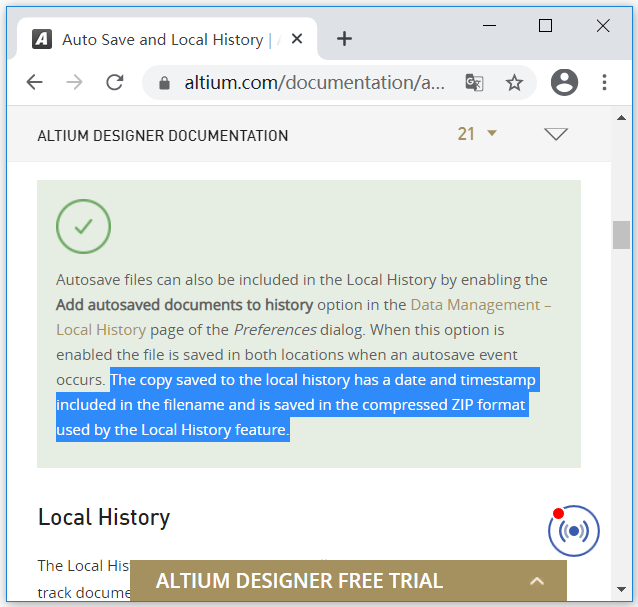 Auto Save and Local History |
altium.com/documentation/a...
ALTIUM DESIGNER DOCUMENTATION
21
Autosave files can also be included in the Local History by enabling the
Add autosaved documents to history option in the Data Management –
Local History page of the Preferences dialog. When this option is
enabled the file is saved in both locations when an autosave event
occurs. The copy saved to the local history has a date and timestamp
included in the filename and is saved in the compressed ZIP format
used by the Local History feature.
Local History
The Local His
track docume
ALTIUM DESIGNER FREE TRIAL